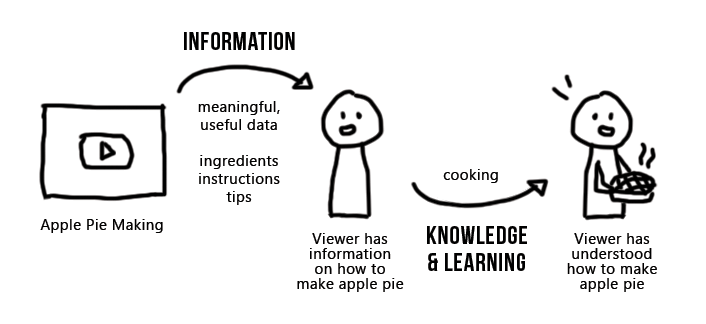 INFORMATION
meaningful,
useful data
ingredients
instructions
tips
Apple Pie Making
Viewer has
information
on how to
make apple pie
cooking
KNOWLEDGE
& LEARNING
Viewer has
understood
how to make
apple pie